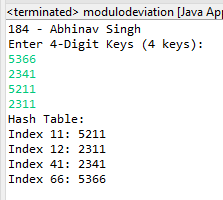 <terminated> modulodeviation [Java App
184 - Abhinav Singh
Enter 4-Digit Keys (4 keys):
5366
2341
5211
2311
Hash Table:
Index 11: 5211
Index 12: 2311
Index 41: 2341
Index 66: 5366